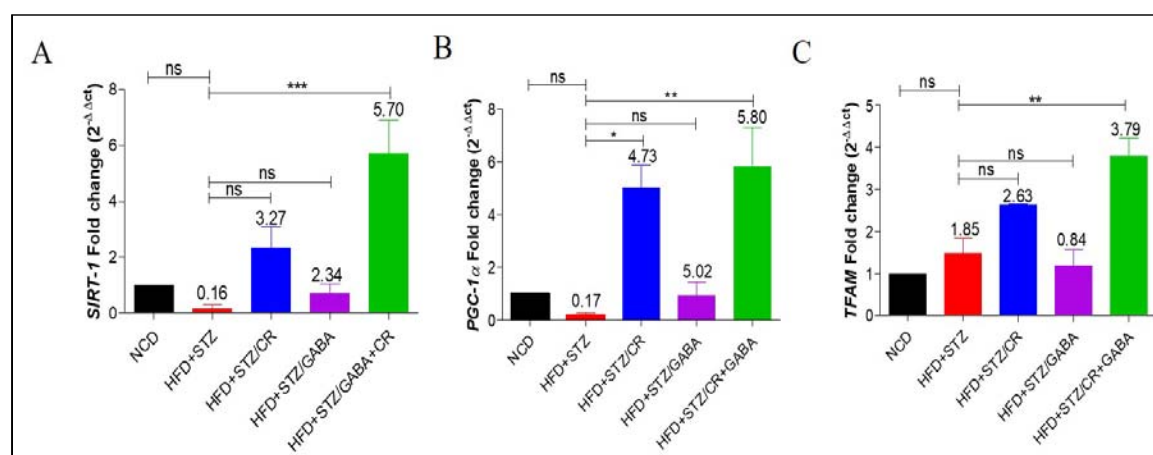 A
SIRT-1 Fold change (2^-ΔΔct)
8
6
4
2
0
ns
***
ns
ns
0.16
3.27
2.34
5.70
NCD
HFD+STZ
HFD+STZ/CR
HFD+STZ/GABA
HFD+STZ/GABA+CR
B
PGC-1α Fold change (2^-ΔΔct)
8
6
4
2
0
ns
**
ns
*
0.17
4.73
5.02
5.80
NCD
HFD+STZ
HFD+STZ/CR
HFD+STZ/GABA
HFD+STZ/CR+GABA
C
TFAM Fold change (2^-ΔΔct)
5
4
3
2
1
0
ns
**
ns
ns
1.85
2.63
0.84
3.79
NCD
HFD+STZ
HFD+STZ/CR
HFD+STZ/GABA
HFD+STZ/CR+GABA